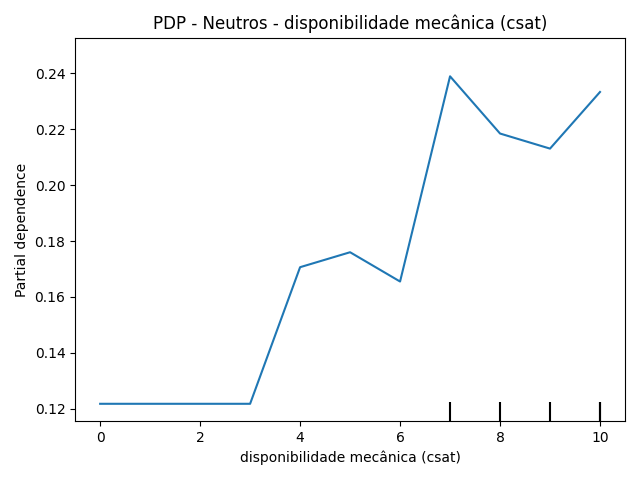 PDP - Neutros - disponibilidade mecânica (csat)
0.24
0.22
0.20
0.18
0.16
0.14
0.12
Partial dependence
0 2 4 6 8 10
disponibilidade mecânica (csat)